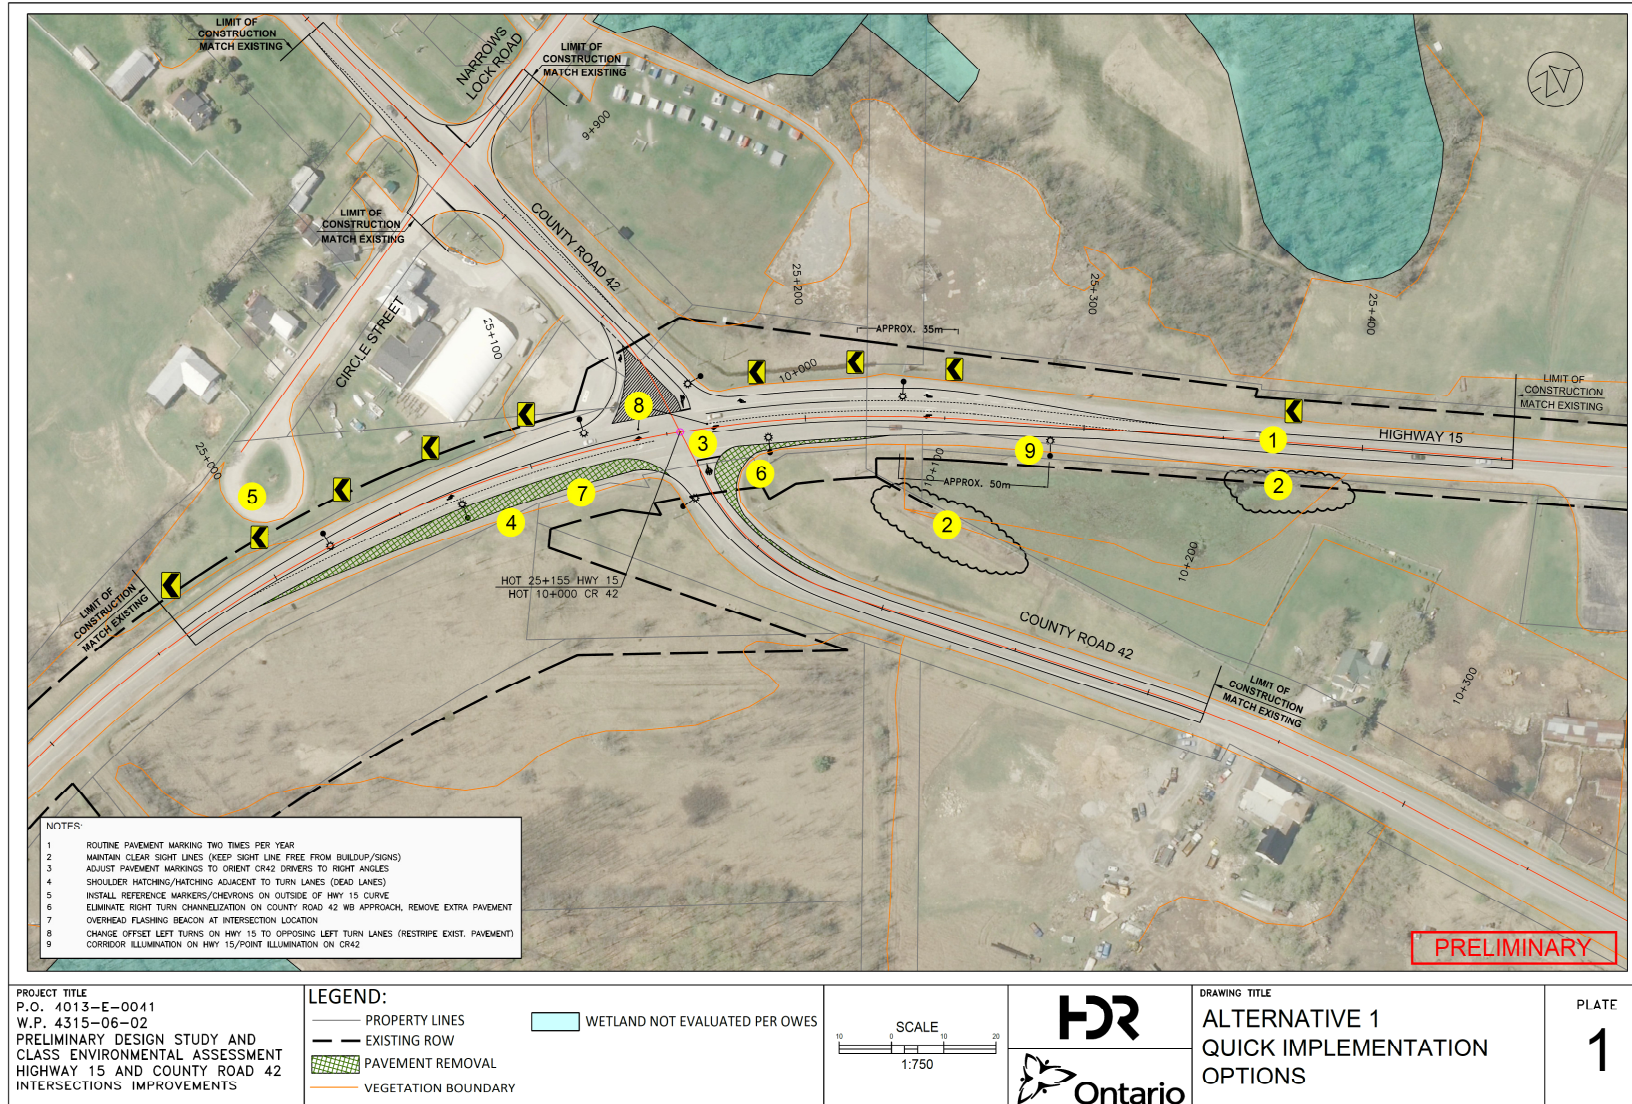 LIMIT OF
CONSTRUCTION
MATCH EXISTING
NARROWS
LOCK ROAD
LIMIT OF
CONSTRUCTION
MATCH EXISTING
9+900
LIMIT OF
CONSTRUCTION
MATCH EXISTING
COUNTY ROAD 42
25+200
25+300
25+400
CIRCLE STREET
25+100
APPROX. 35m
10+000
LIMIT OF
CONSTRUCTION
MATCH EXISTING
8
3
1
HIGHWAY 15
9
25+000
5
7
6
4
10+100
APPROX. 50m
2
2
10+200
HOT 25+155 HWY 15
HOT 10+000 CR 42
LIMIT OF
CONSTRUCTION
MATCH EXISTING
COUNTY ROAD 42
LIMIT OF
CONSTRUCTION
MATCH EXISTING
10+300
NOTES:
1 ROUTINE PAVEMENT MARKING TWO TIMES PER YEAR
2 MAINTAIN CLEAR SIGHT LINES (KEEP SIGHT LINE FREE FROM BUILDUP/SIGNS)
3 ADJUST PAVEMENT MARKINGS TO ORIENT CR42 DRIVERS TO RIGHT ANGLES
4 SHOULDER HATCHING/HATCHING ADJACENT TO TURN LANES (DEAD LANES)
5 INSTALL REFERENCE MARKERS/CHEVRONS ON OUTSIDE OF HWY 15 CURVE
6 ELIMINATE RIGHT TURN CHANNELIZATION ON COUNTY ROAD 42 WB APPROACH, REMOVE EXTRA PAVEMENT
7 OVERHEAD FLASHING BEACON AT INTERSECTION LOCATION
8 CHANGE OFFSET LEFT TURNS ON HWY 15 TO OPPOSING LEFT TURN LANES (RESTRIPE EXIST. PAVEMENT)
9 CORRIDOR ILLUMINATION ON HWY 15/POINT ILLUMINATION ON CR42
PRELIMINARY
PROJECT TITLE
P.O. 4013-E-0041
W.P. 4315-06-02
PRELIMINARY DESIGN STUDY AND
CLASS ENVIRONMENTAL ASSESSMENT
HIGHWAY 15 AND COUNTY ROAD 42
INTERSECTIONS IMPROVEMENTS
LEGEND:
PROPERTY LINES
EXISTING ROW
PAVEMENT REMOVAL
VEGETATION BOUNDARY
WETLAND NOT EVALUATED PER OWES
SCALE
10 0 10 20
1:750
HDR
Ontario
DRAWING TITLE
ALTERNATIVE 1
QUICK IMPLEMENTATION
OPTIONS
PLATE
1